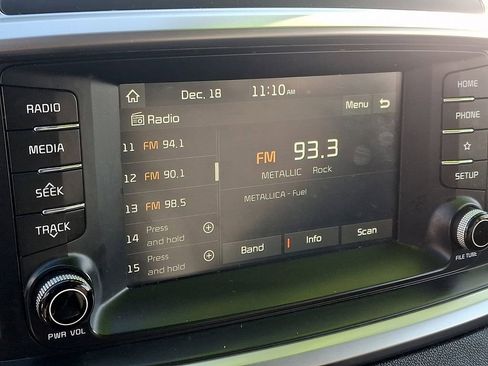 RADIO
MEDIA
SEEK
TRACK
PWR VOL
Dec, 18 11:10 AM
Radio
Menu
11 FM 94.1
12 FM 90.1
13 FM 98.5
14 Press and hold
15 Press and hold
FM 93.3
METALLIC Rock
METALLICA - Fuel
Band
Info
Scan
HOME
PHONE
SETUP
FILE TUNE